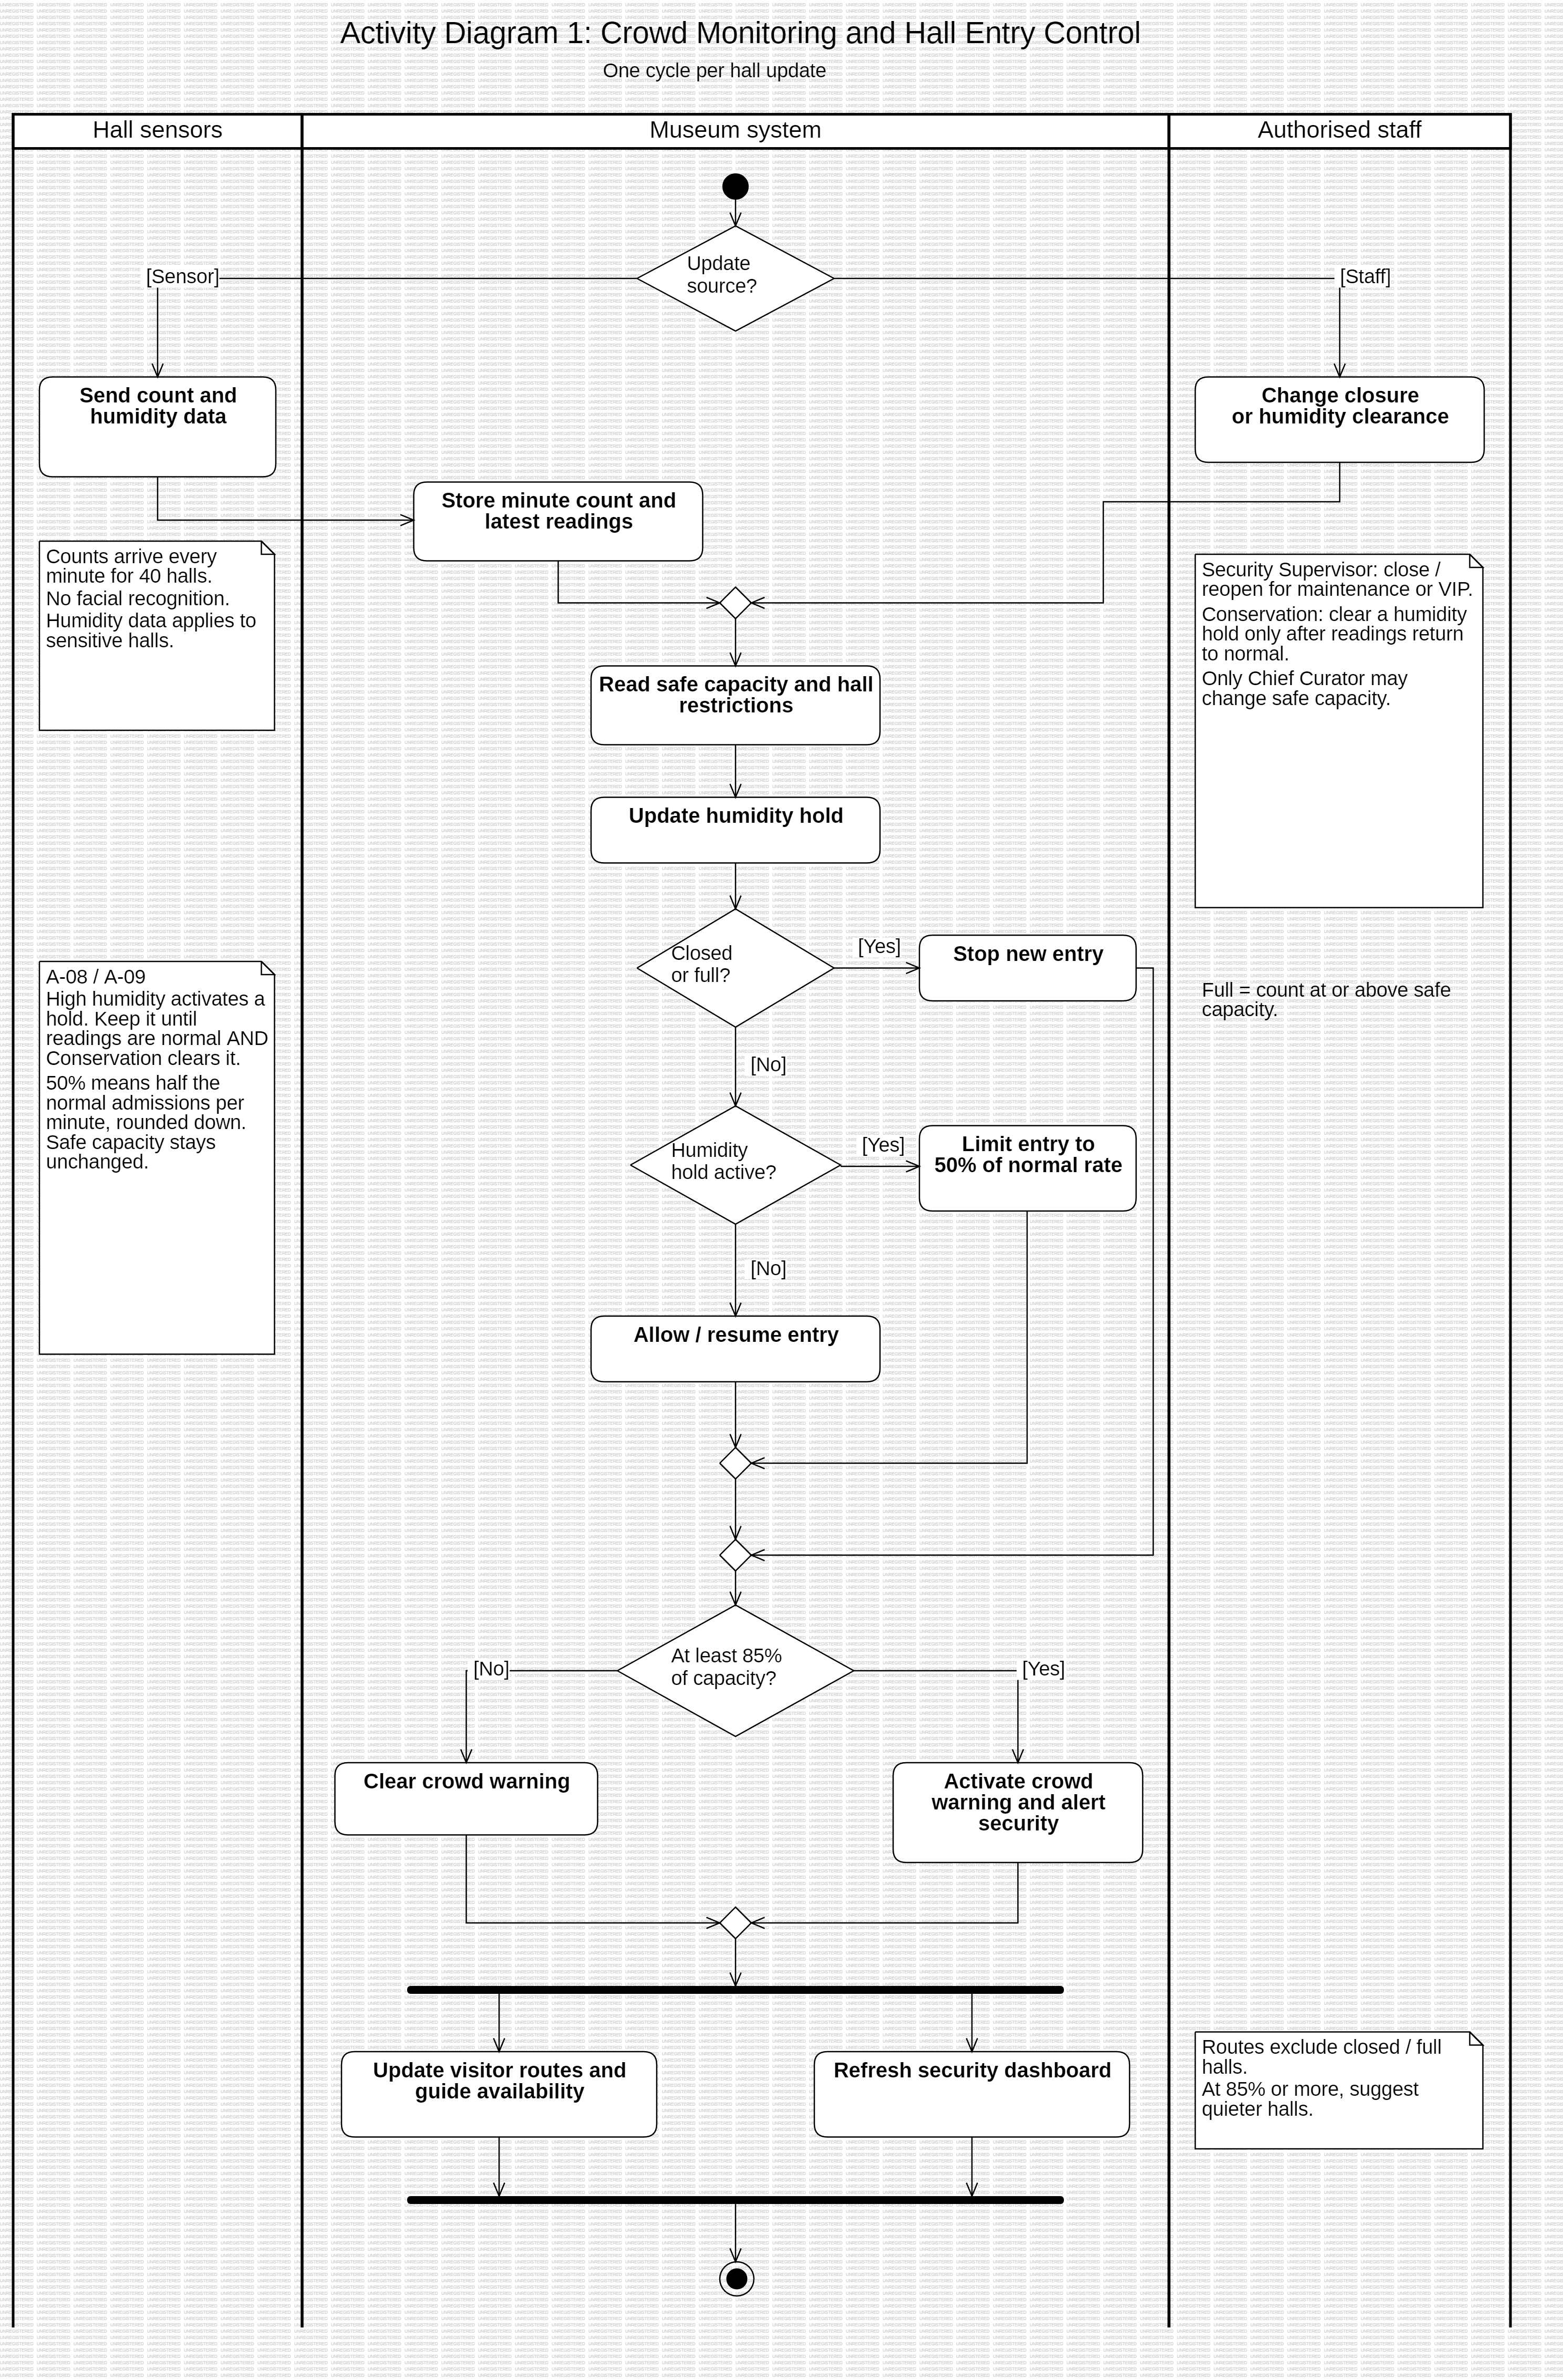 Activity Diagram 1: Crowd Monitoring and Hall Entry Control
One cycle per hall update
Hall sensors
Museum system
Authorised staff
Update
source?
[Sensor]
[Staff]
Send count and
humidity data
Change closure
or humidity clearance
Store minute count and
latest readings
Counts arrive every
minute for 40 halls.
No facial recognition.
Humidity data applies to
sensitive halls.
Security Supervisor: close /
reopen for maintenance or VIP.
Conservation: clear a humidity
hold only after readings return
to normal.
Only Chief Curator may
change safe capacity.
Read safe capacity and hall
restrictions
Update humidity hold
Closed
or full?
[Yes]
Stop new entry
A-08 / A-09
High humidity activates a
hold. Keep it until
readings are normal AND
Conservation clears it.
50% means half the
normal admissions per
minute, rounded down.
Safe capacity stays
unchanged.
Full = count at or above safe
capacity.
[No]
Humidity
hold active?
[Yes]
Limit entry to
50% of normal rate
[No]
Allow / resume entry
At least 85%
of capacity?
[No]
[Yes]
Clear crowd warning
Activate crowd
warning and alert
security
Update visitor routes and
guide availability
Refresh security dashboard
Routes exclude closed / full
halls.
At 85% or more, suggest
quieter halls.